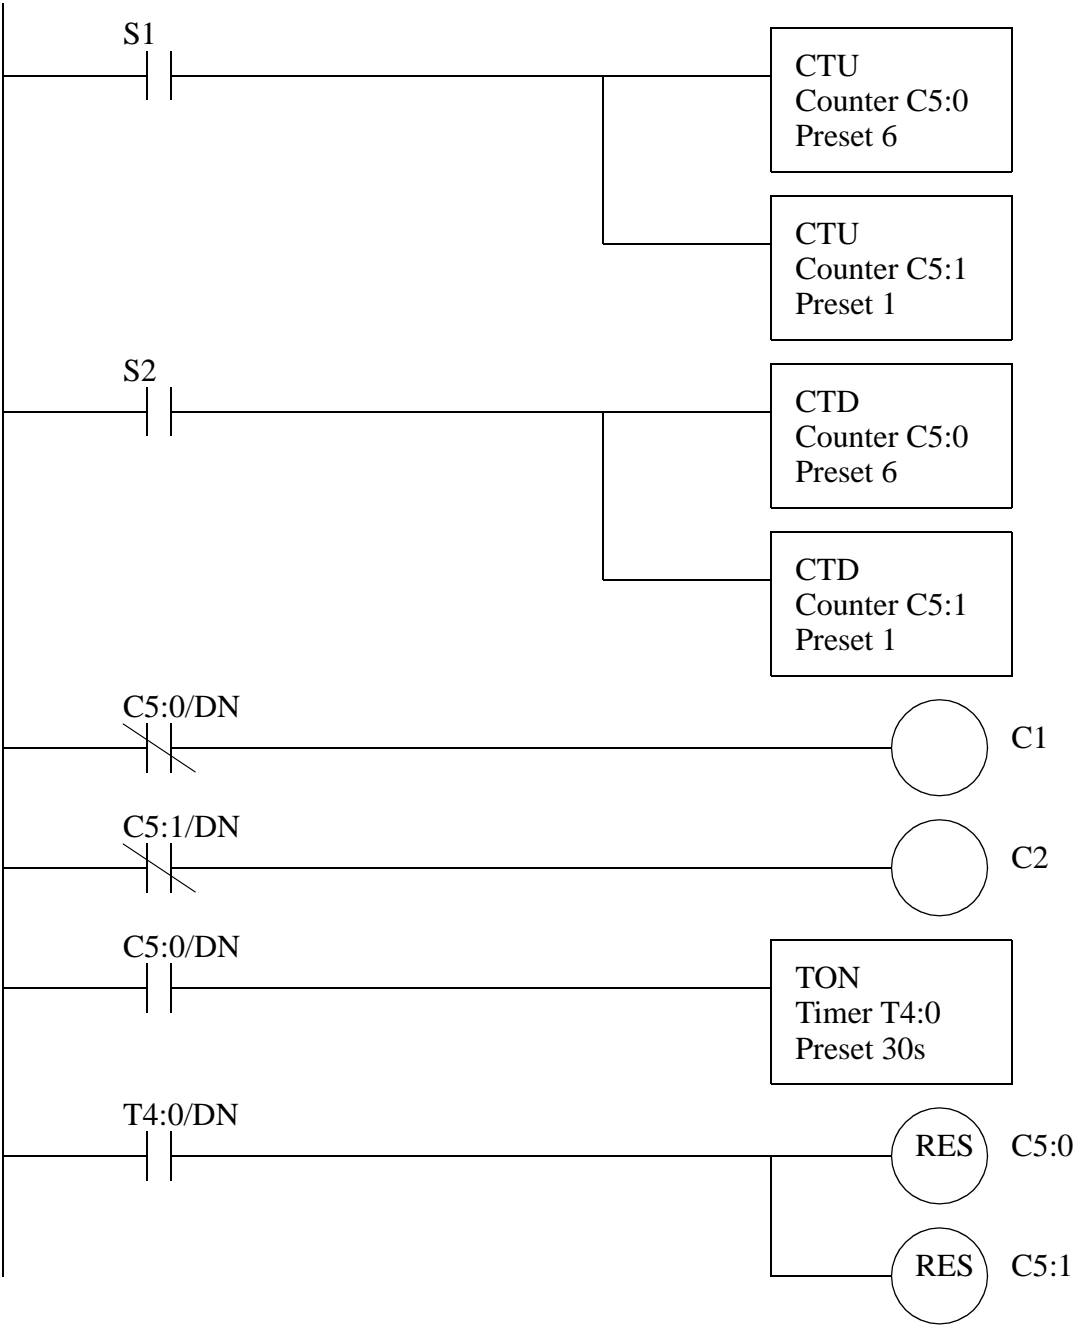 S1
CTU
Counter C5:0
Preset 6
CTU
Counter C5:1
Preset 1
S2
CTD
Counter C5:0
Preset 6
CTD
Counter C5:1
Preset 1
C5:0/DN
C1
C5:1/DN
C2
C5:0/DN
TON
Timer T4:0
Preset 30s
T4:0/DN
RES C5:0
RES C5:1